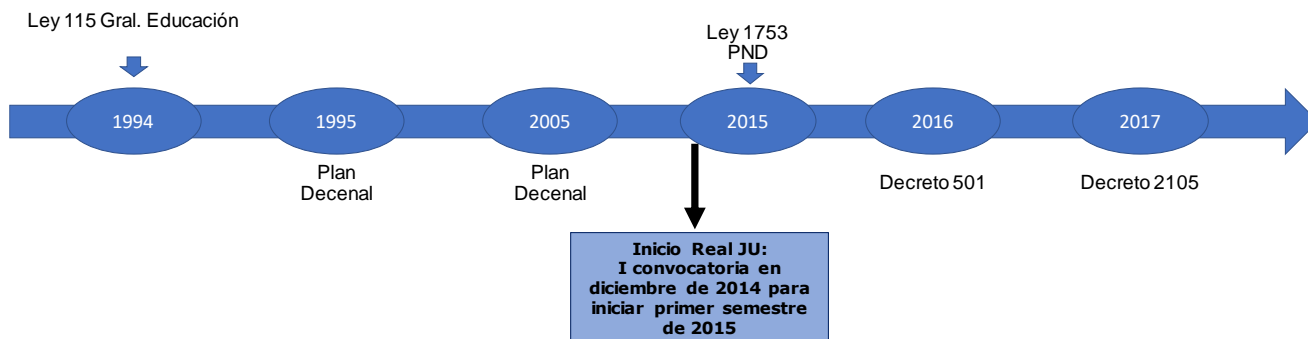 Ley 115 Gral. Educación
Ley 1753
PND
1994
1995
2005
2015
2016
2017
Plan
Decenal
Plan
Decenal
Decreto 501
Decreto 2105
Inicio Real JU:
I convocatoria en
diciembre de 2014 para
iniciar primer semestre
de 2015